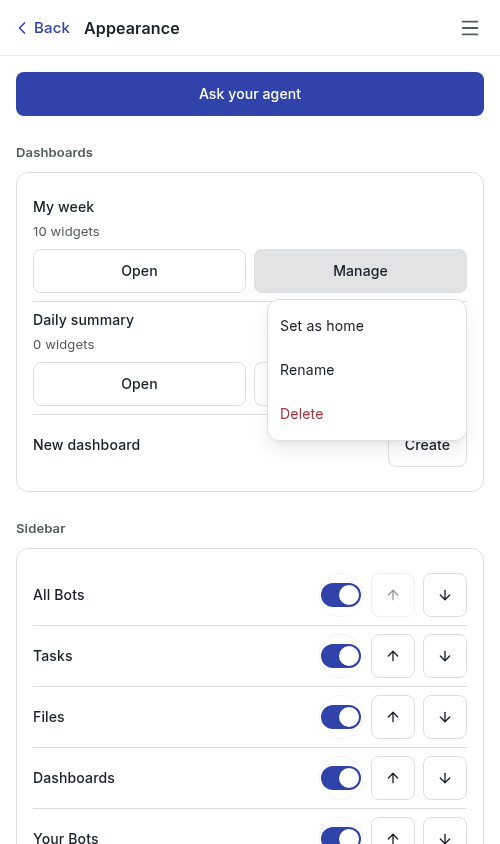 Back
Appearance
Ask your agent
Dashboards
My week
10 widgets
Open
Manage
Set as home
Rename
Delete
Daily summary
0 widgets
Open
New dashboard
Create
Sidebar
All Bots
Tasks
Files
Dashboards
Your Bots